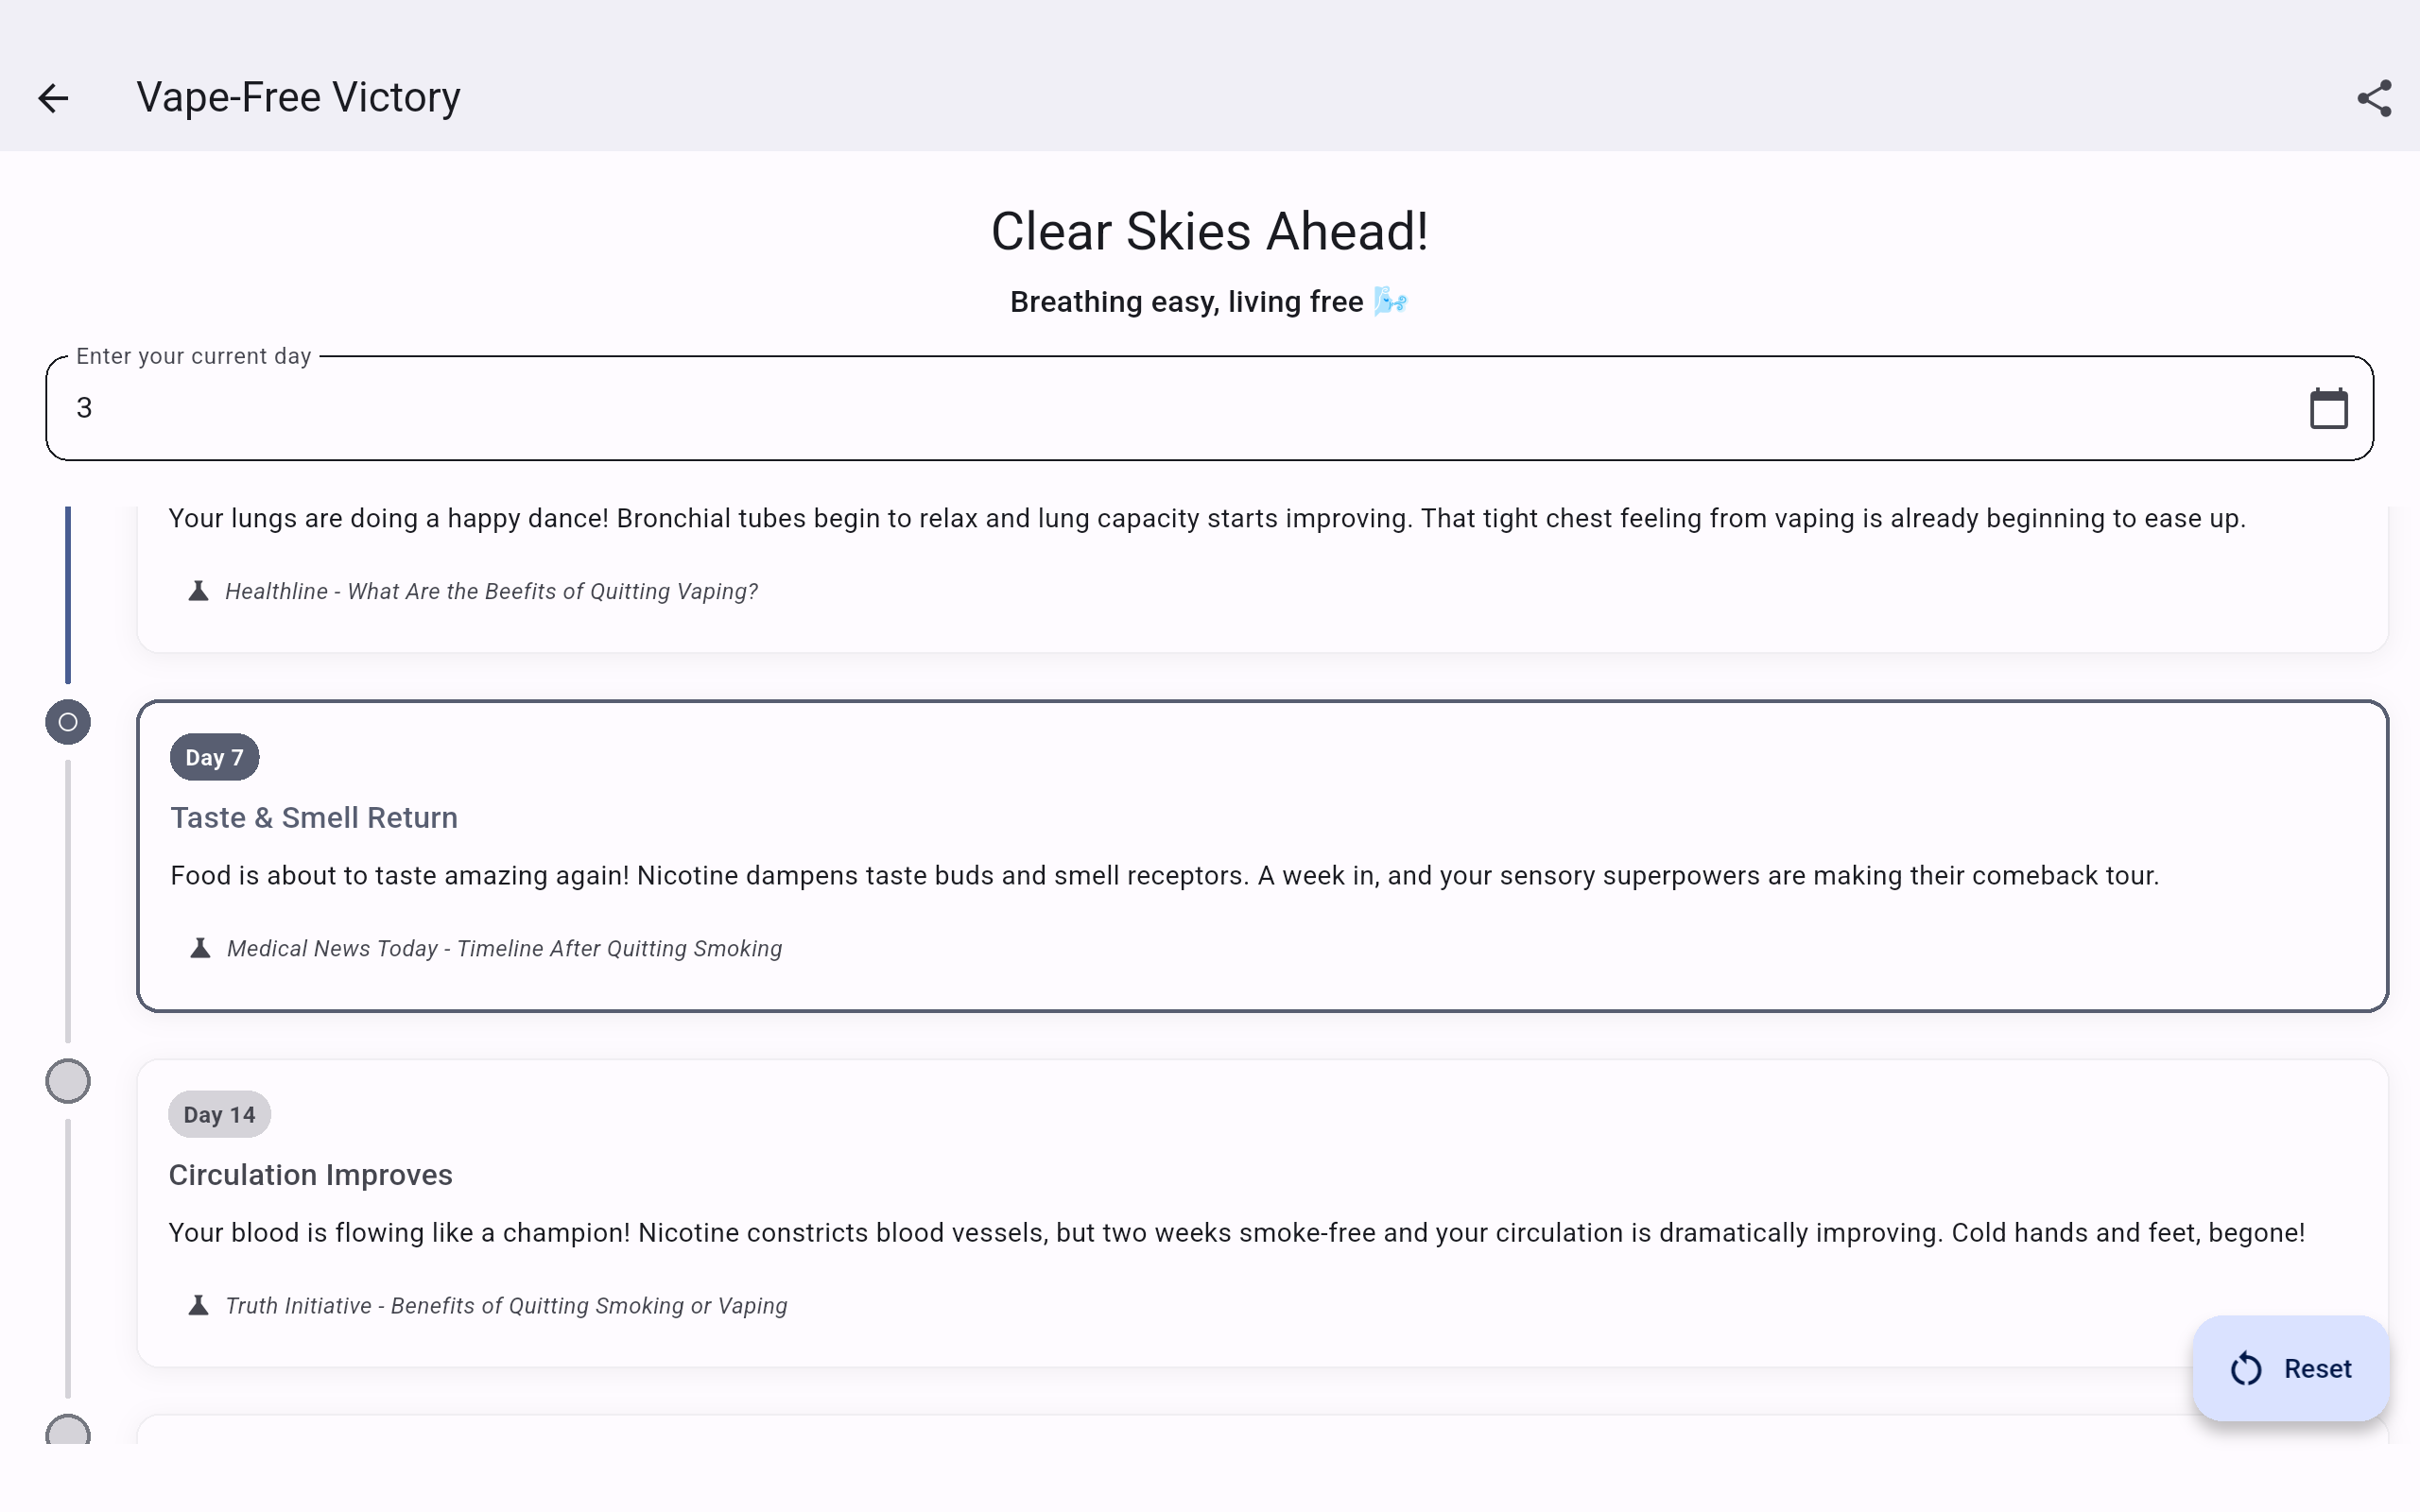 Vape-Free Victory
Clear Skies Ahead!
Breathing easy, living free 🌬️
Enter your current day
3
Your lungs are doing a happy dance! Bronchial tubes begin to relax and lung capacity starts improving. That tight chest feeling from vaping is already beginning to ease up.
Healthline - What Are the Beefits of Quitting Vaping?
Day 7
Taste & Smell Return
Food is about to taste amazing again! Nicotine dampens taste buds and smell receptors. A week in, and your sensory superpowers are making their comeback tour.
Medical News Today - Timeline After Quitting Smoking
Day 14
Circulation Improves
Your blood is flowing like a champion! Nicotine constricts blood vessels, but two weeks smoke-free and your circulation is dramatically improving. Cold hands and feet, begone!
Truth Initiative - Benefits of Quitting Smoking or Vaping
Reset